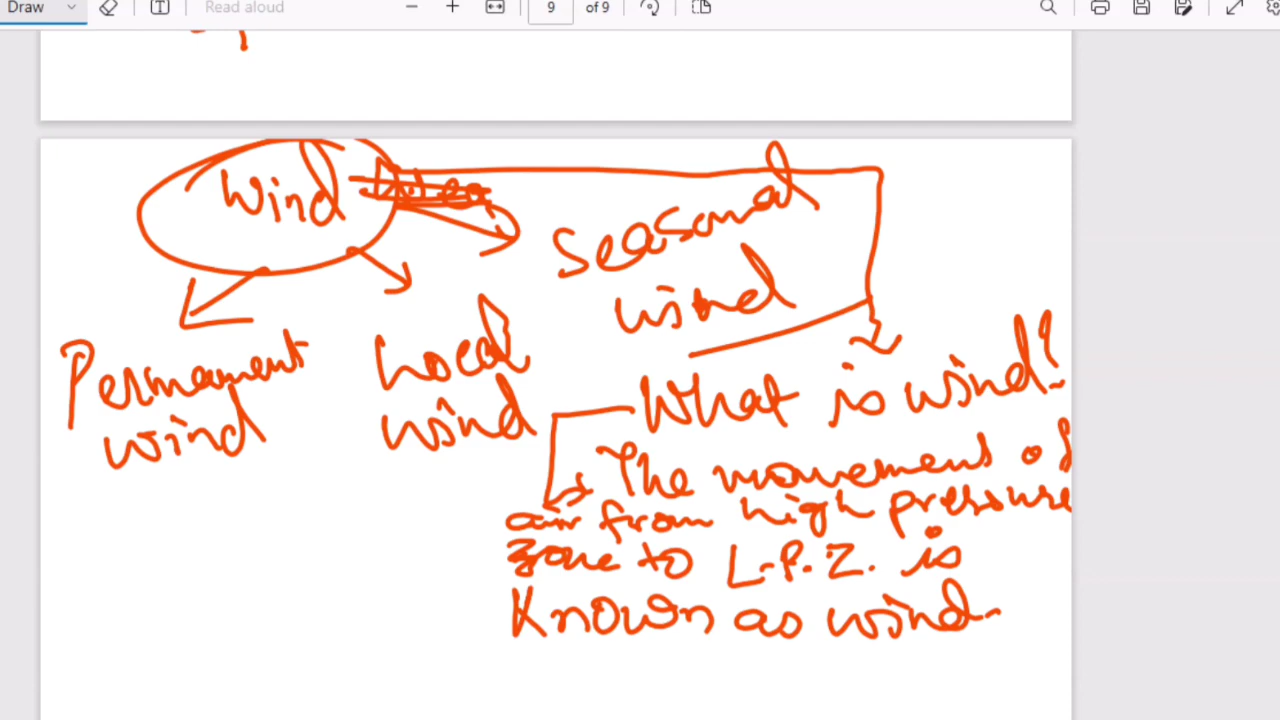 Draw
Read aloud
9 of 9
Wind
Seasonal
wind
Permament
wind
Local
wind
What is wind?
The movement of
air from high pressure
zone to L.P.Z. is
Known as wind